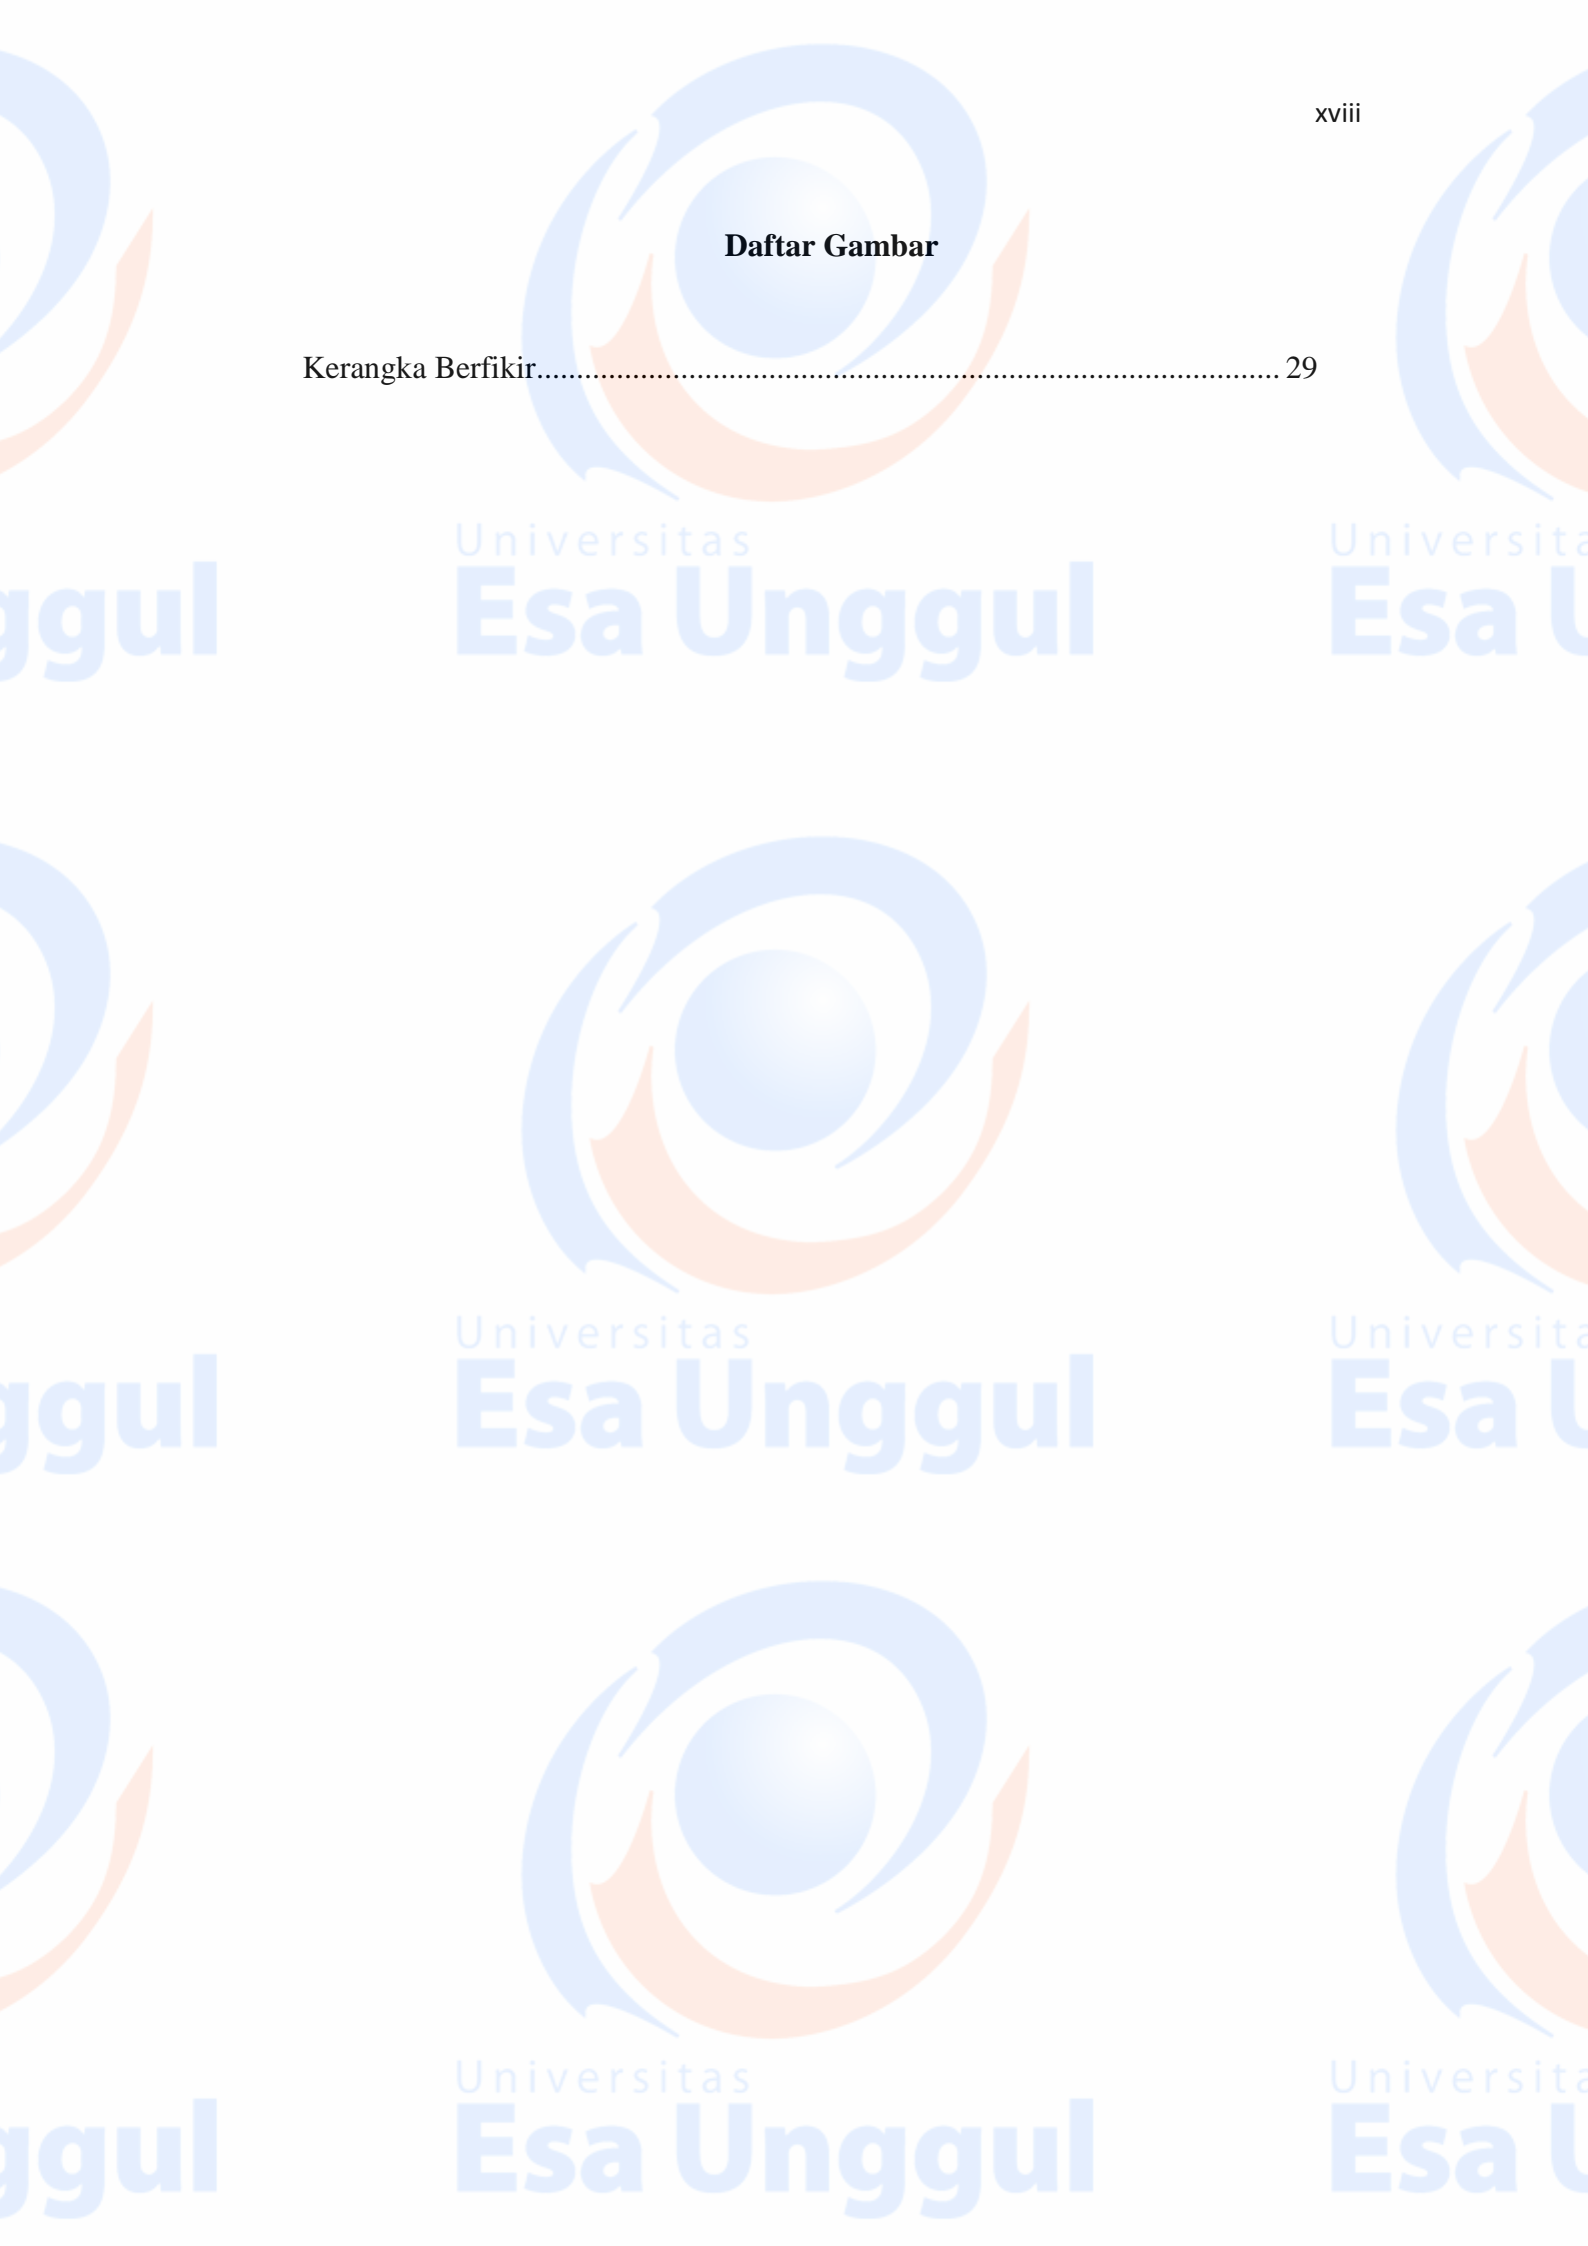 xviii
Daftar Gambar
Kerangka Berfikir............................................................................................. 29
Universitas
Esa Unggul
Universitas
Esa Unggul
Universitas
Esa Unggul